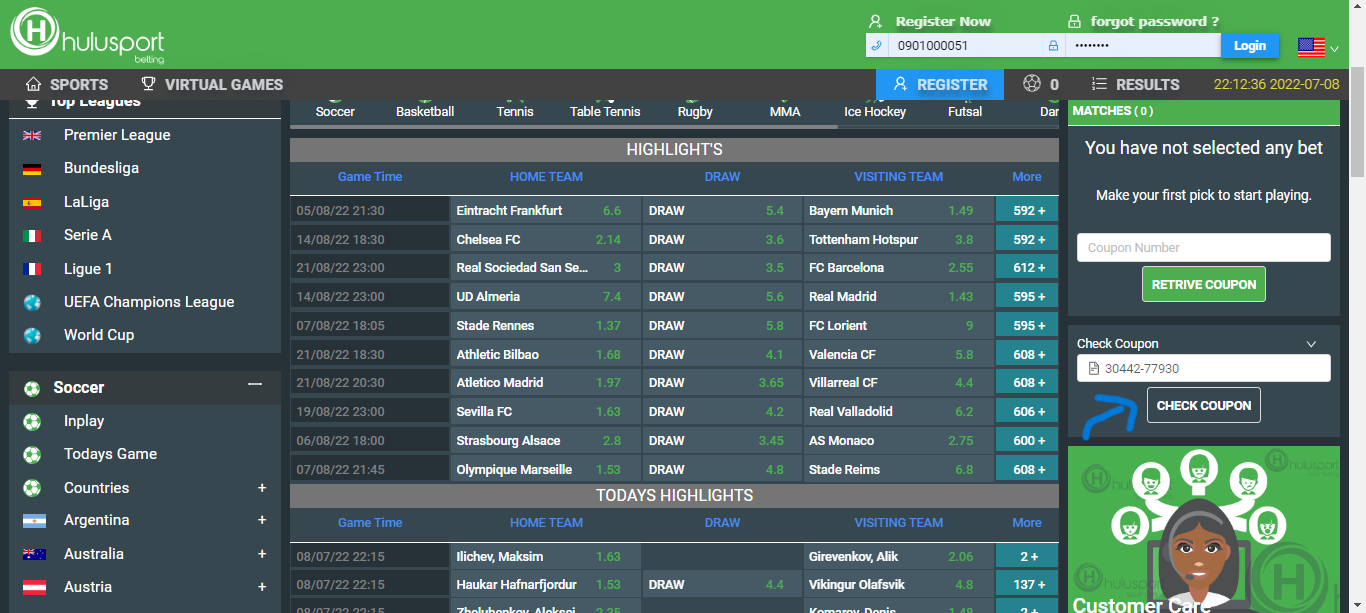 Register Now
forgot password ?
Hhulusport
betting
0901000051
........
Login
SPORTS
VIRTUAL GAMES
REGISTER
0
RESULTS
22:12:36 2022-07-08
Top Leagues
Premier League
Bundesliga
LaLiga
Serie A
Ligue 1
UEFA Champions League
World Cup
Soccer
Inplay
Todays Game
Countries +
Argentina +
Australia +
Austria +
Soccer Basketball Tennis Table Tennis Rugby MMA Ice Hockey Futsal Dar
HIGHLIGHT'S
Game Time HOME TEAM DRAW VISITING TEAM More
05/08/22 21:30 Eintracht Frankfurt 6.6 DRAW 5.4 Bayern Munich 1.49 592 +
14/08/22 18:30 Chelsea FC 2.14 DRAW 3.6 Tottenham Hotspur 3.8 592 +
21/08/22 23:00 Real Sociedad San Se... 3 DRAW 3.5 FC Barcelona 2.55 612 +
14/08/22 23:00 UD Almeria 7.4 DRAW 5.6 Real Madrid 1.43 595 +
07/08/22 18:05 Stade Rennes 1.37 DRAW 5.8 FC Lorient 9 595 +
21/08/22 18:30 Athletic Bilbao 1.68 DRAW 4.1 Valencia CF 5.8 608 +
21/08/22 20:30 Atletico Madrid 1.97 DRAW 3.65 Villarreal CF 4.4 608 +
19/08/22 23:00 Sevilla FC 1.63 DRAW 4.2 Real Valladolid 6.2 606 +
06/08/22 18:00 Strasbourg Alsace 2.8 DRAW 3.45 AS Monaco 2.75 600 +
07/08/22 21:45 Olympique Marseille 1.53 DRAW 4.8 Stade Reims 6.8 608 +
TODAYS HIGHLIGHTS
Game Time HOME TEAM DRAW VISITING TEAM More
08/07/22 22:15 Ilichev, Maksim 1.63 Girevenkov, Alik 2.06 2 +
08/07/22 22:15 Haukar Hafnarfjordur 1.53 DRAW 4.4 Vikingur Olafsvik 4.8 137 +
08/07/22 22:15 Zholubenko, Aleksei 2.35 Komarov, Denis 1.48 2 +
MATCHES ( 0 )
You have not selected any bet
Make your first pick to start playing.
Coupon Number
RETRIVE COUPON
Check Coupon
30442-77930
CHECK COUPON
Hhulusport
Customer Care